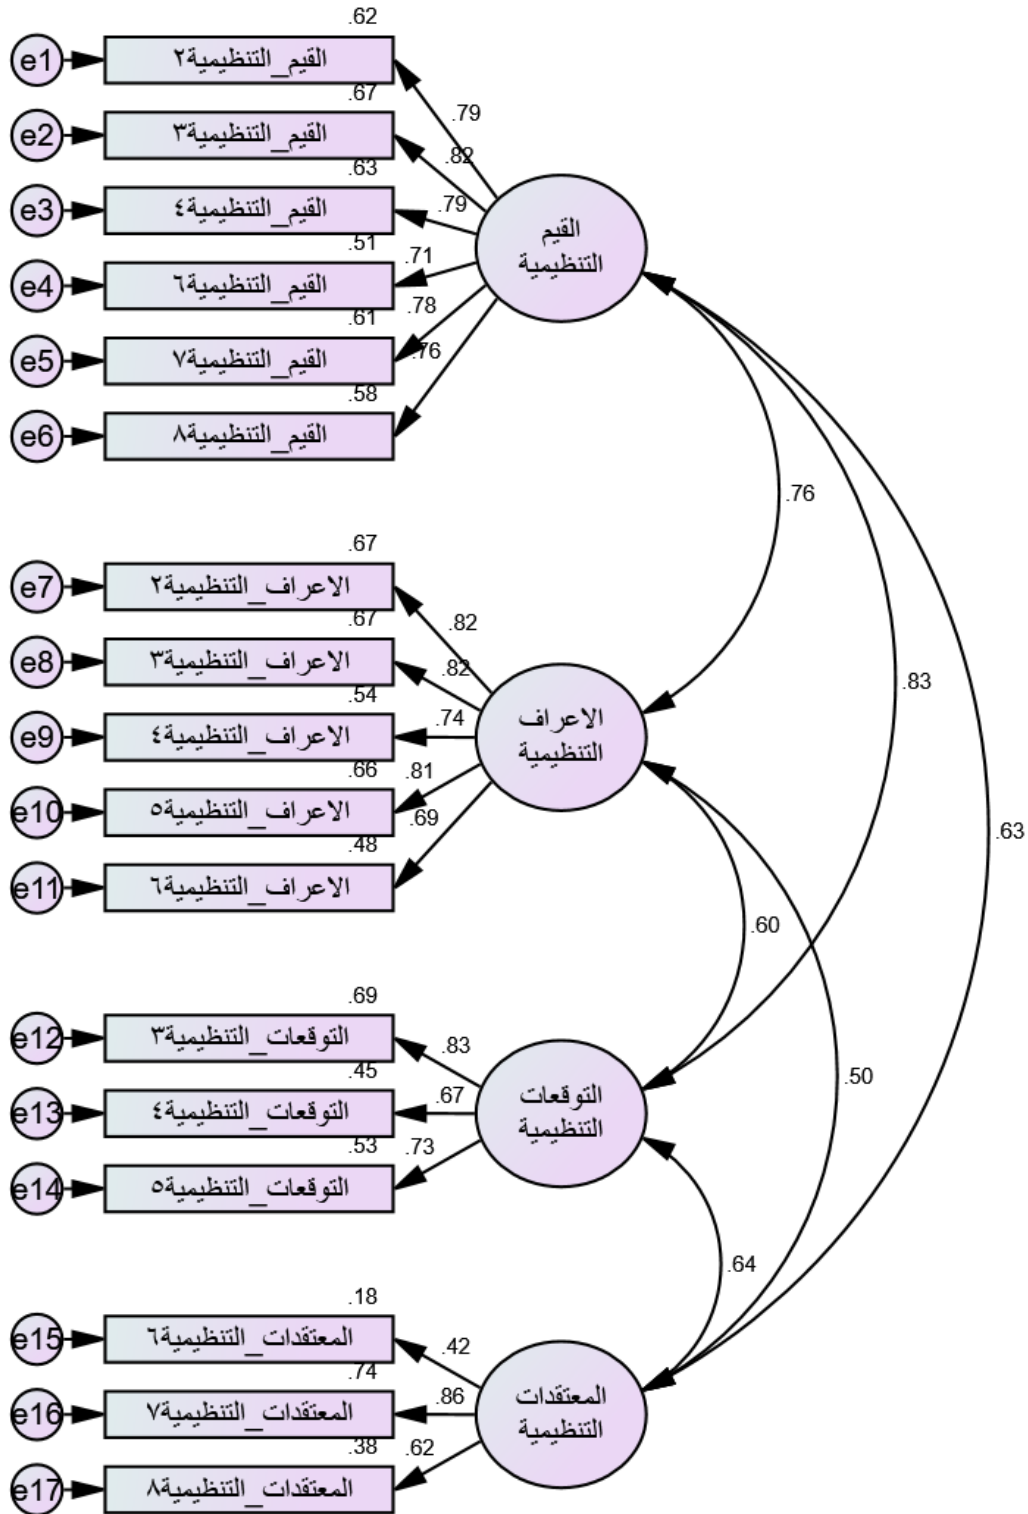 .62
e1
القيم_التنظيمية٢
.79
.67
e2
القيم_التنظيمية٣
.82
.63
e3
القيم_التنظيمية٤
.79
.51
e4
القيم_التنظيمية٦
.71
.61
e5
القيم_التنظيمية٧
.78
.58
e6
القيم_التنظيمية٨
.76
القيم
التنظيمية
.76
.83
.63
.67
e7
الاعراف_التنظيمية٢
.82
.67
e8
الاعراف_التنظيمية٣
.82
.54
e9
الاعراف_التنظيمية٤
.74
.66
e10
الاعراف_التنظيمية٥
.81
.48
e11
الاعراف_التنظيمية٦
.69
الاعراف
التنظيمية
.60
.50
.69
e12
التوقعات_التنظيمية٣
.83
.45
e13
التوقعات_التنظيمية٤
.67
.53
e14
التوقعات_التنظيمية٥
.73
التوقعات
التنظيمية
.64
.18
e15
المعتقدات_التنظيمية٦
.42
.74
e16
المعتقدات_التنظيمية٧
.86
.38
e17
المعتقدات_التنظيمية٨
.62
المعتقدات
التنظيمية